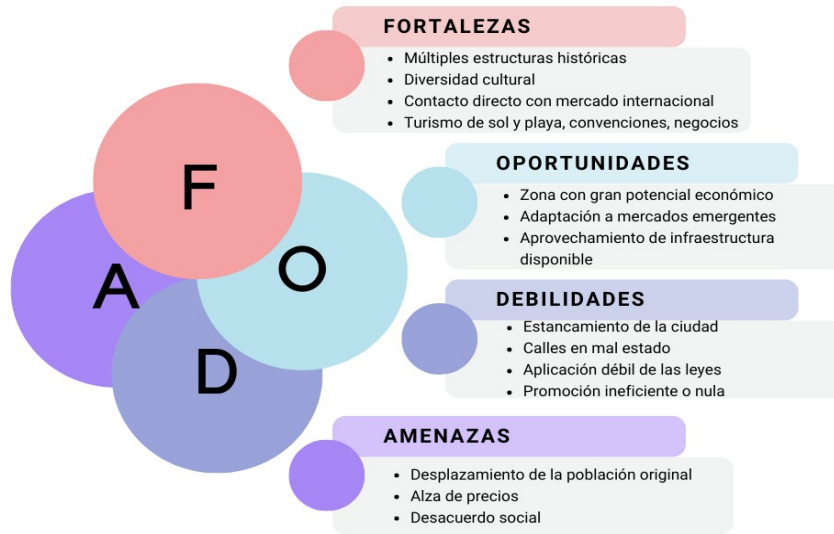 F
O
A
D
FORTALEZAS
• Múltiples estructuras históricas
• Diversidad cultural
• Contacto directo con mercado internacional
• Turismo de sol y playa, convenciones, negocios
OPORTUNIDADES
• Zona con gran potencial económico
• Adaptación a mercados emergentes
• Aprovechamiento de infraestructura
disponible
DEBILIDADES
• Estancamiento de la ciudad
• Calles en mal estado
• Aplicación débil de las leyes
• Promoción ineficiente o nula
AMENAZAS
• Desplazamiento de la población original
• Alza de precios
• Desacuerdo social